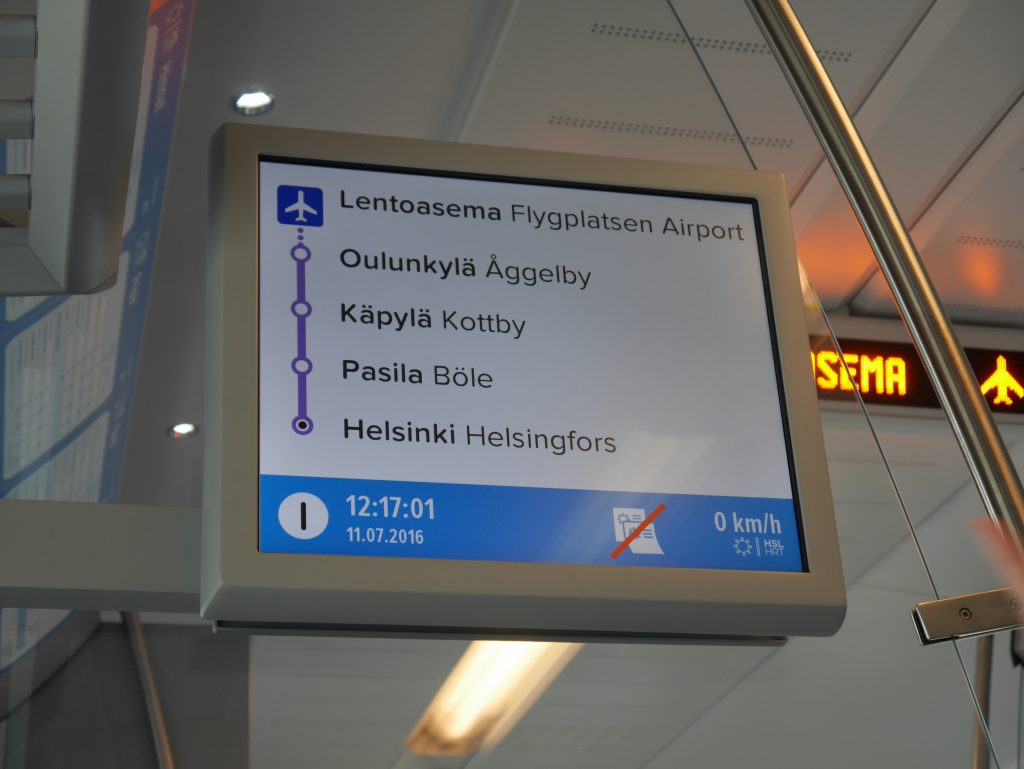 Lentoasema Flygplatsen Airport
Oulunkylä Åggelby
Käpylä Kottby
Pasila Böle
Helsinki Helsingfors
I
12:17:01
11.07.2016
0 km/h
HSL
HRT
SEMA